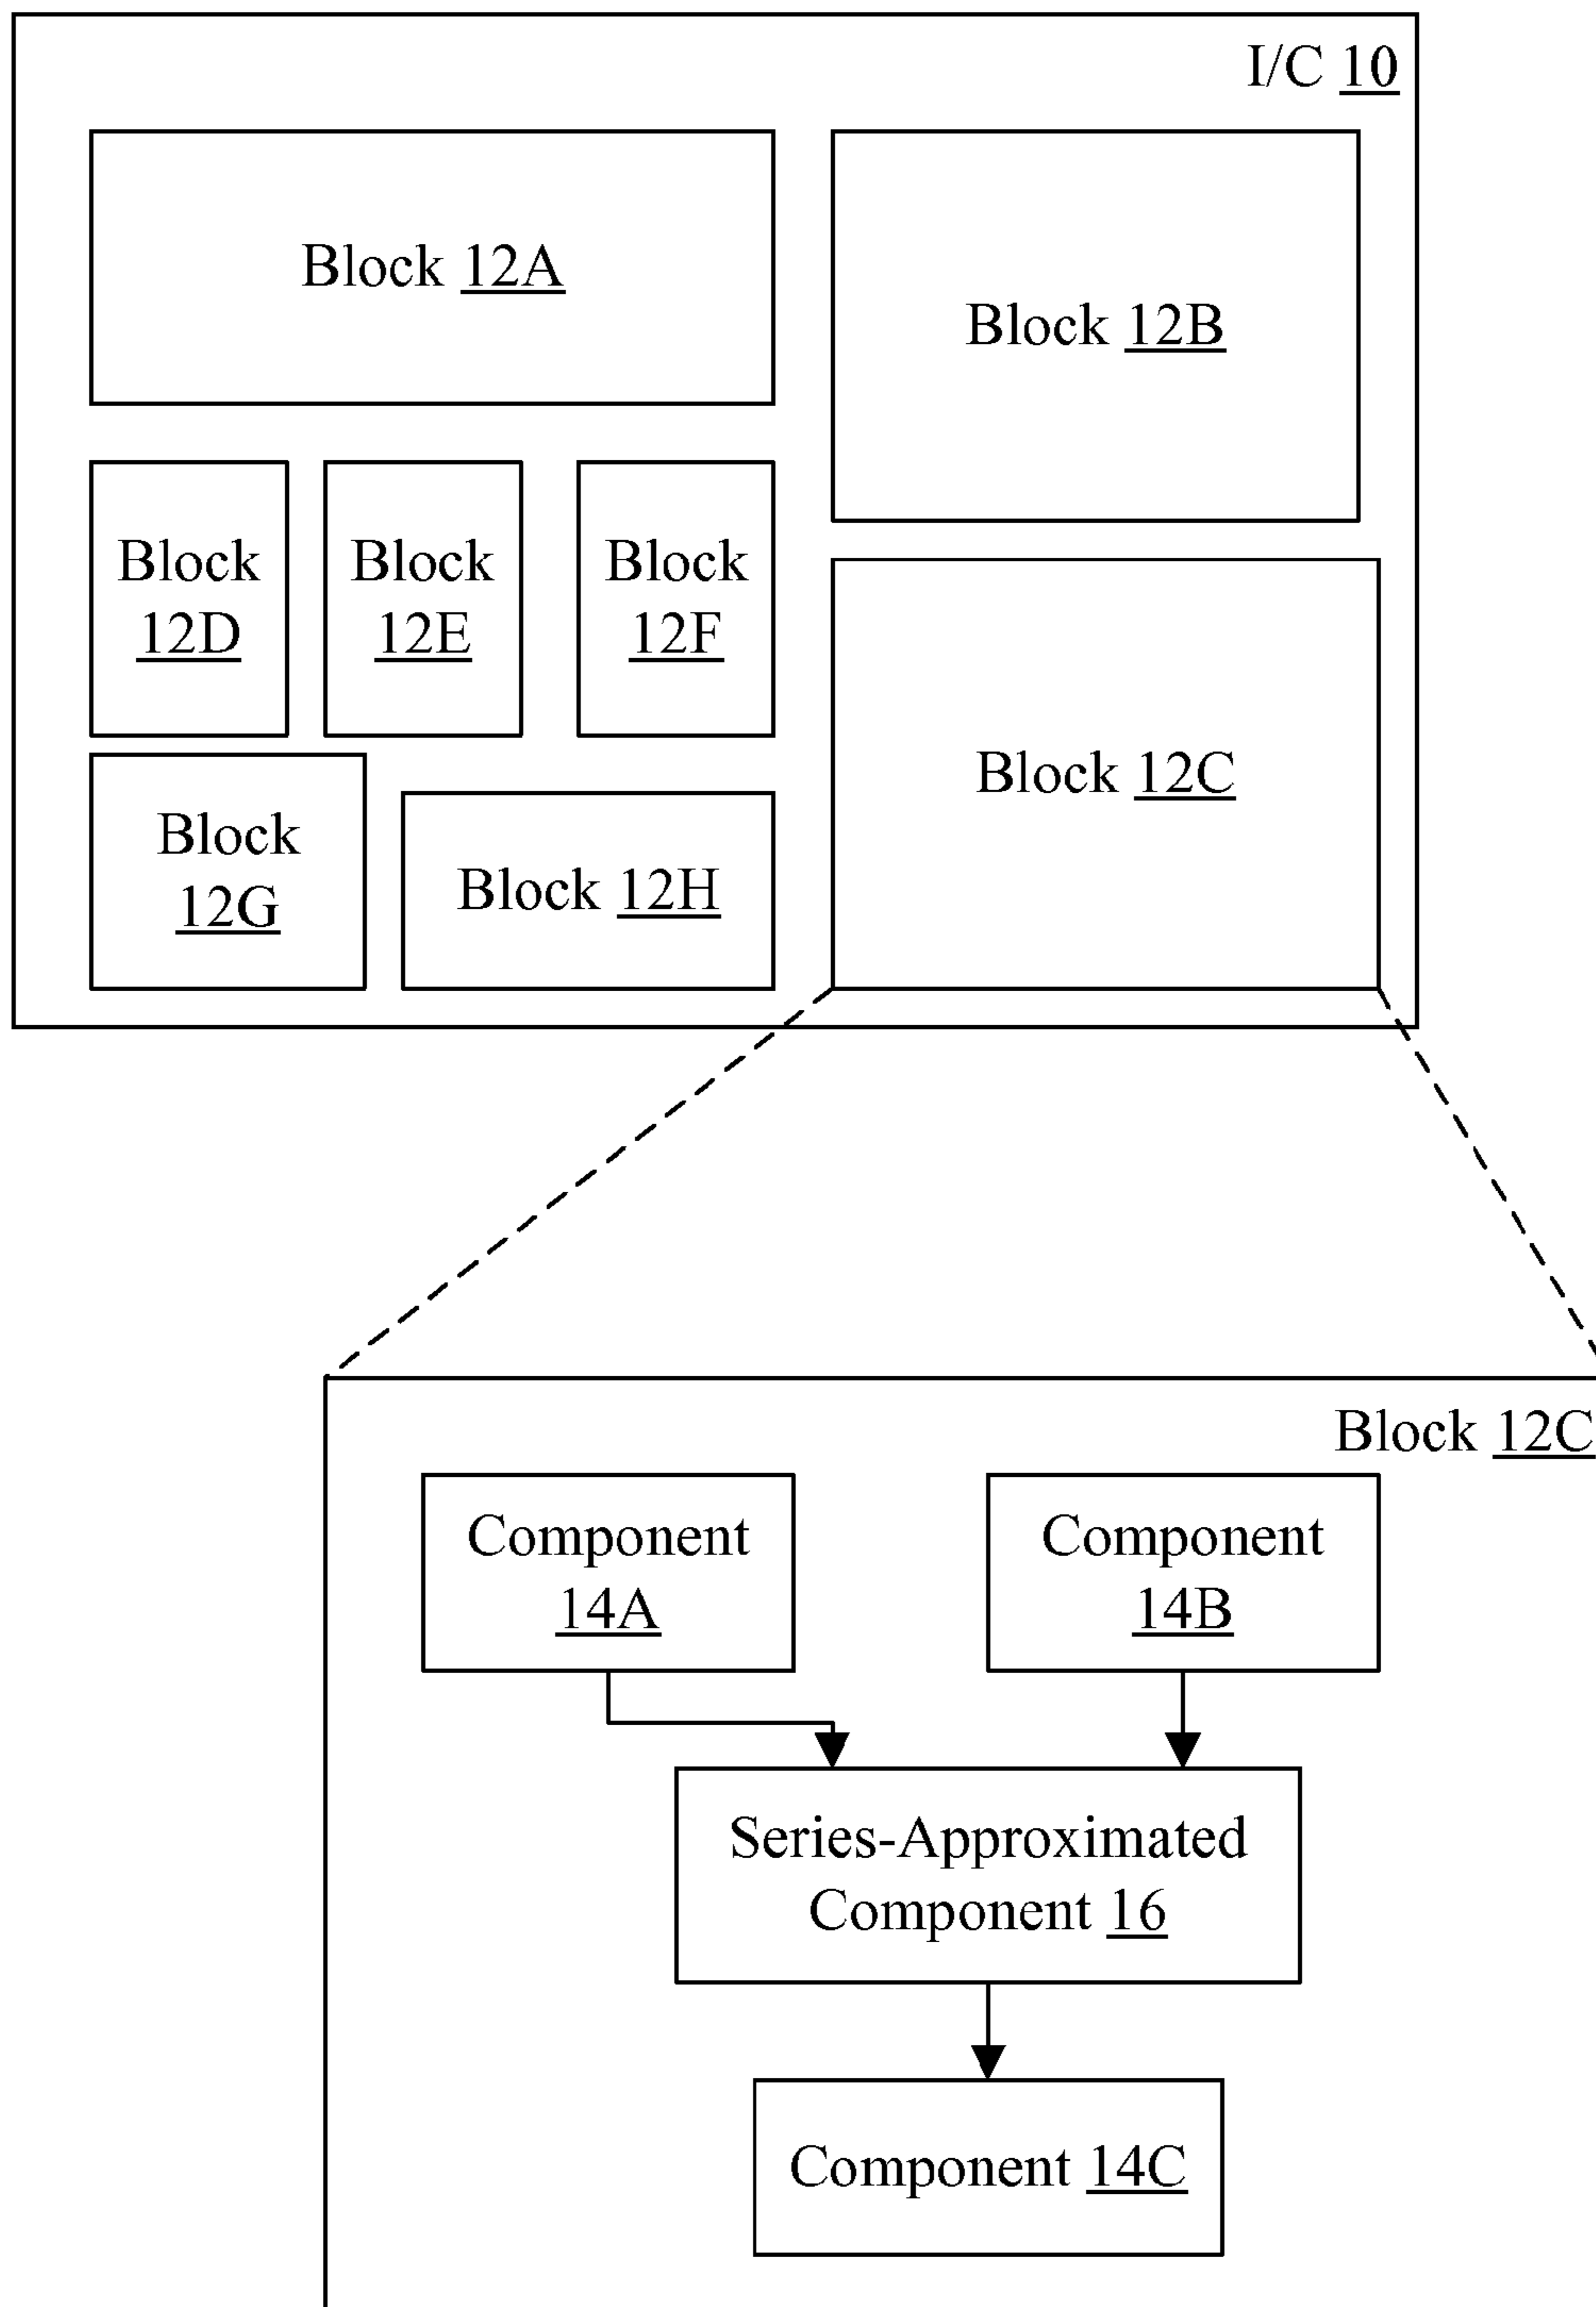 I/C 10
Block 12A
Block 12B
Block
12D
Block
12E
Block
12F
Block 12C
Block
12G
Block 12H
Block 12C
Component
14A
Component
14B
Series-Approximated
Component 16
Component 14C